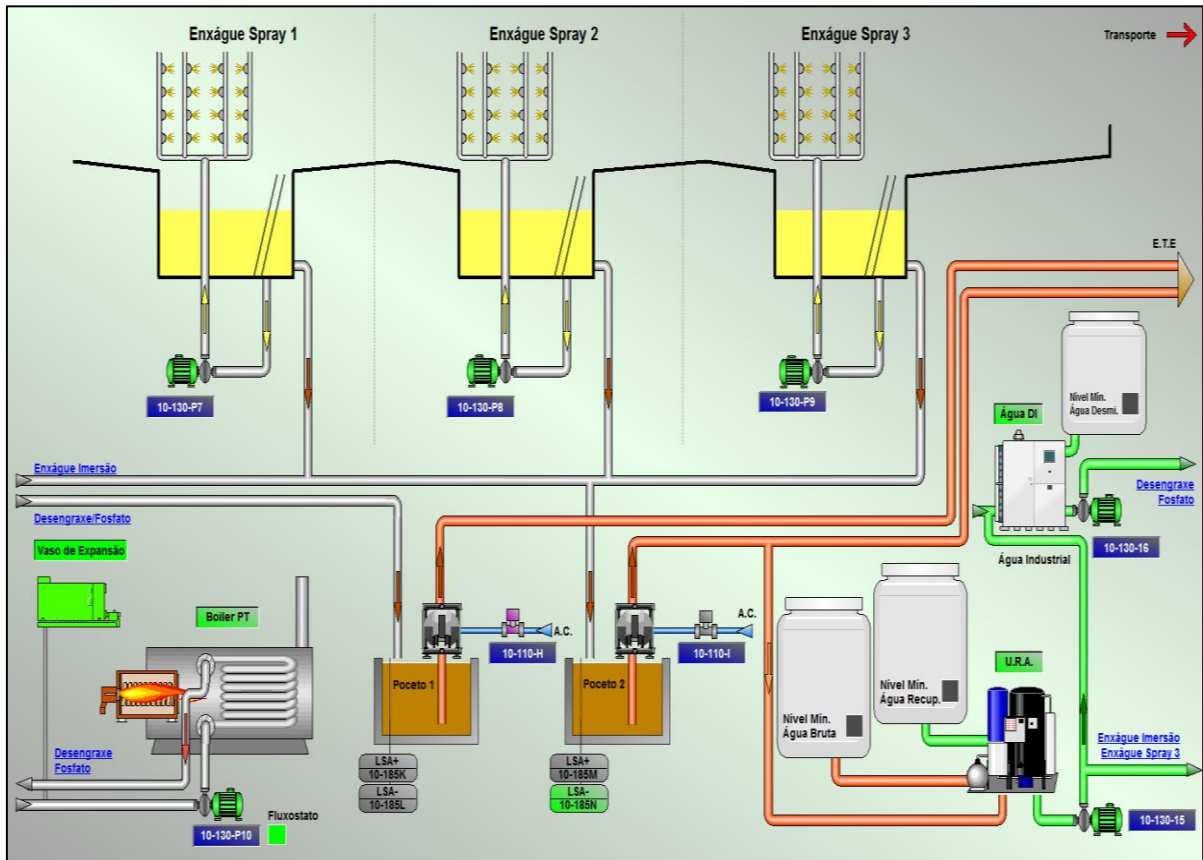 Enxágue Spray 1
Enxágue Spray 2
Enxágue Spray 3
Transporte
E.T.E
10-130-P7
10-130-P8
10-130-P9
Nível Mín.
Água Desmi.
Água DI
Enxágue Imersão
Desengraxe
Fosfato
Desengraxe/Fosfato
10-130-16
Vaso de Expansão
Água Industrial
Boiler PT
A.C.
A.C.
10-110-H
10-110-I
U.R.A.
Poceto 1
Poceto 2
Nível Mín.
Água Recup.
Nível Mín.
Água Bruta
Desengraxe
Fosfato
Enxágue Imersão
Enxágue Spray 3
LSA+
10-185K
LSA-
10-185L
LSA+
10-185M
LSA-
10-185N
10-130-P10
Fluxostato
10-130-15